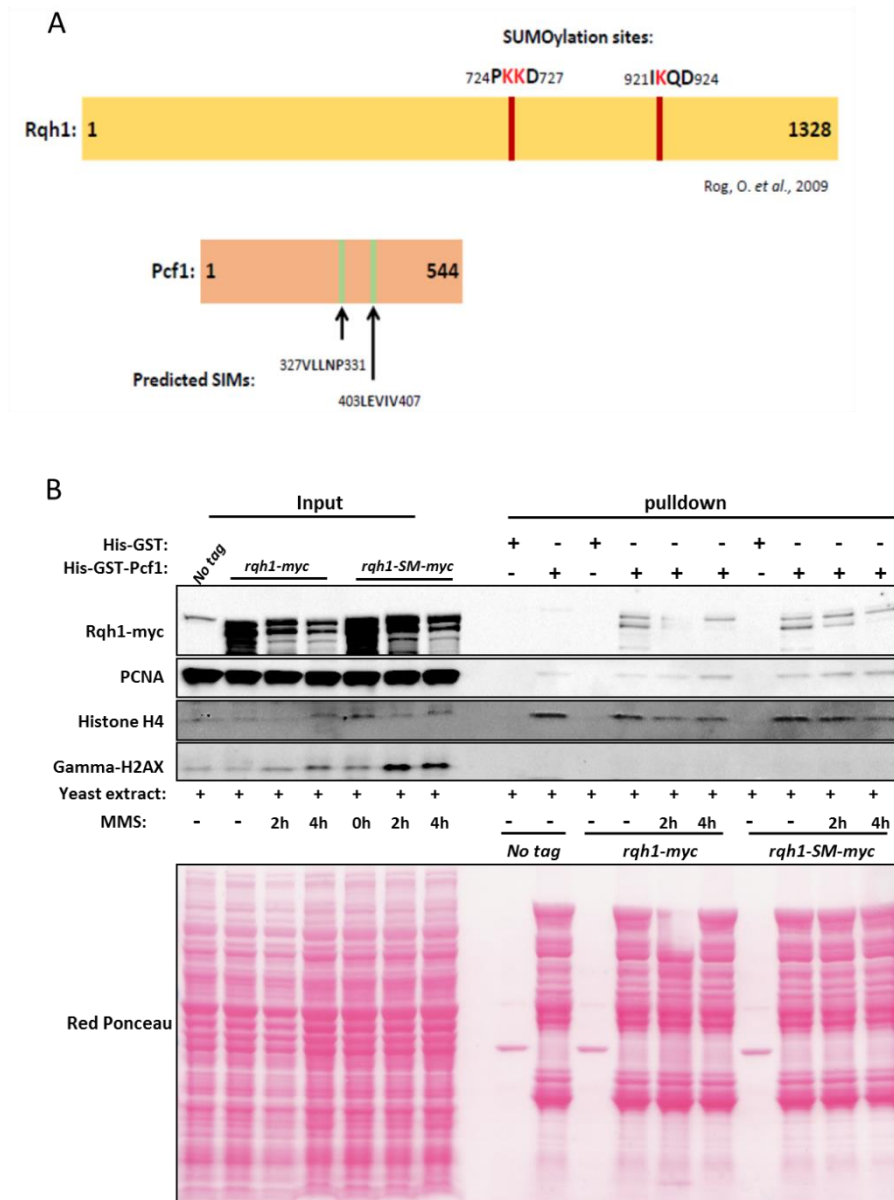 A
SUMOylation sites:
724PKKD727 921IKQD924
Rqh1: 1 1328
Rog, O. et al., 2009
Pcf1: 1 544
327VLLNP331
Predicted SIMs:
403LEVIV407
B
Input pulldown
His-GST: + - + - - - + - - -
His-GST-Pcf1: No tag rqh1-myc rqh1-SM-myc - + - + + + - + + +
Rqh1-myc
PCNA
Histone H4
Gamma-H2AX
Yeast extract: + + + + + + + + + + + + + + + + +
MMS: - - 2h 4h 0h 2h 4h - - - - 2h 4h - - 2h 4h
No tag rqh1-myc rqh1-SM-myc
Red Ponceau